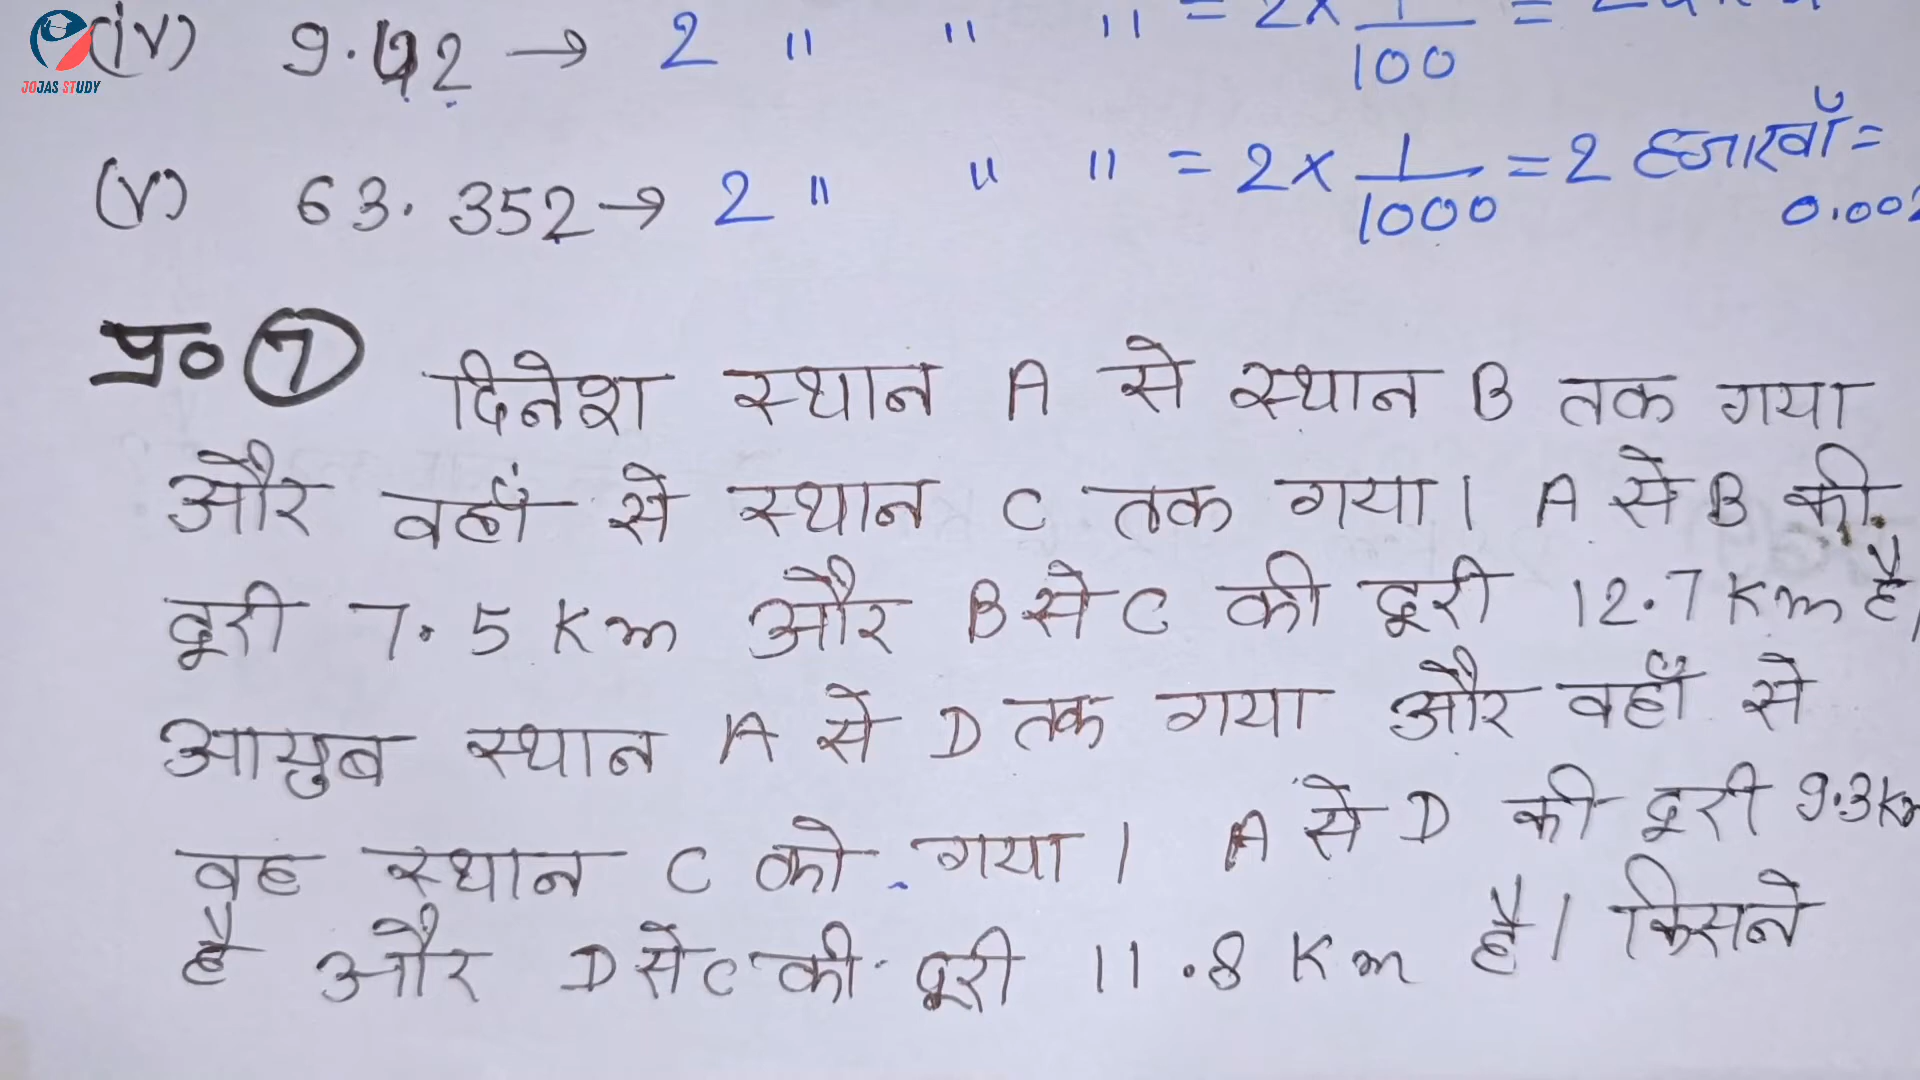 JOJAS STUDY
(iv) 9.42 → 2 " " " = 2 × 1/100 =
(v) 63.352 → 2 " " " = 2 × 1/1000 = 2 हजारवाँ =
0.002
प्र० 7 दिनेश स्थान A से स्थान B तक गया
और वहाँ से स्थान C तक गया। A से B की
दूरी 7.5 Km और B से C की दूरी 12.7 Km है।
आयुब स्थान A से D तक गया और वहाँ से
वह स्थान C को गया। A से D की दूरी 9.3 Km
है और D से C की दूरी 11.8 Km है। किसने